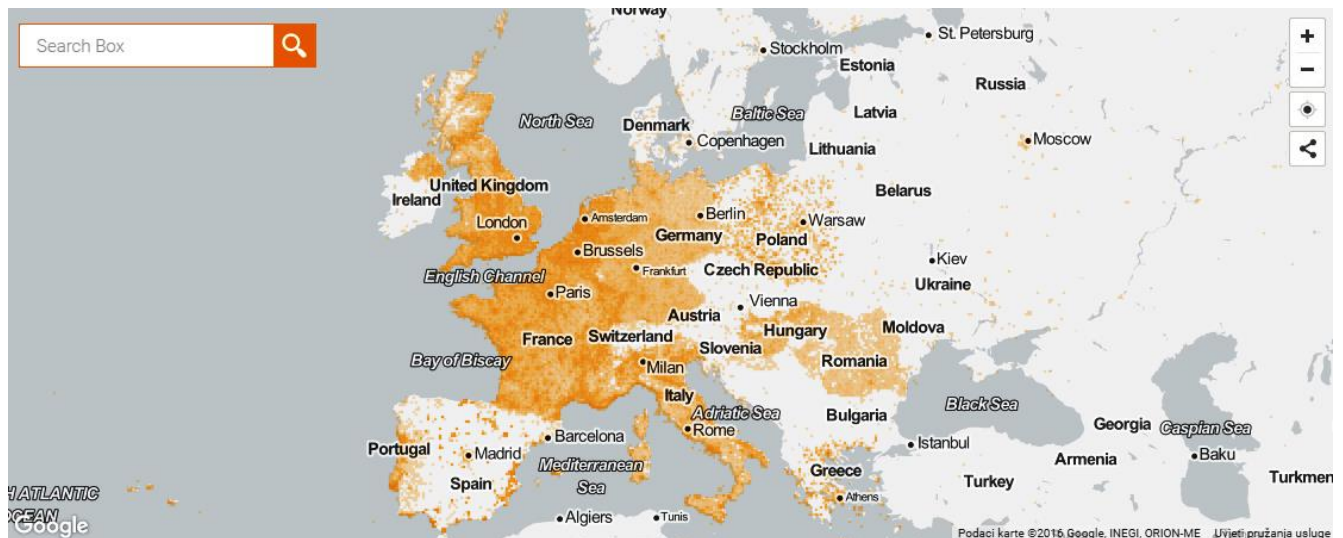 Norway
Search Box
Stockholm
St. Petersburg
+
Estonia
−
Russia
North Sea
Baltic Sea
Latvia
Denmark
Copenhagen
Moscow
Lithuania
United Kingdom
Belarus
Ireland
London
Amsterdam
Berlin
Warsaw
Germany
Poland
Brussels
Kiev
English Channel
Frankfurt
Czech Republic
Ukraine
Paris
Vienna
Austria
Moldova
France
Switzerland
Hungary
Slovenia
Bay of Biscay
Milan
Romania
Italy
Adriatic Sea
Black Sea
Bulgaria
Rome
Georgia
Caspian Sea
Barcelona
Istanbul
Portugal
Madrid
Mediterranean
Sea
Armenia
Baku
Greece
Turkey
Turkmen
Spain
H ATLANTIC
OCEAN
Athens
Google
Algiers
Tunis
Podaci karte ©2016 Google, INEGI, ORION-ME
Uvjeti pružanja usluge